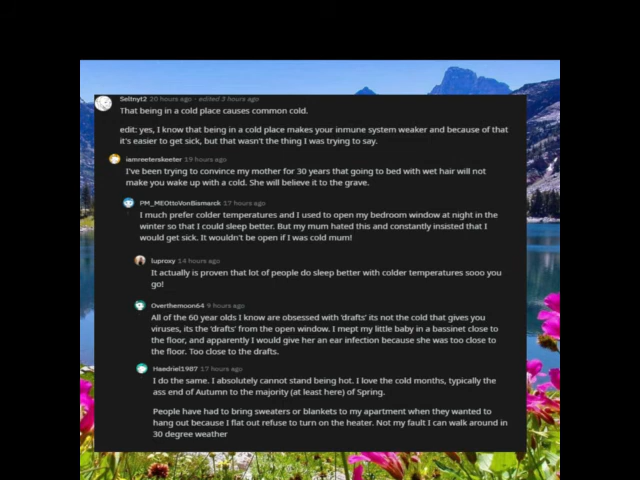 Seltnyt2 20 hours ago · edited 3 hours ago
That being in a cold place causes common cold.
edit: yes, I know that being in a cold place makes your inmune system weaker and because of that
it's easier to get sick, but that wasn't the thing I was trying to say.
iamreeterskeeter 19 hours ago
I've been trying to convince my mother for 30 years that going to bed with wet hair will not
make you wake up with a cold. She will believe it to the grave.
PM_MEOttoVonBismarck 17 hours ago
I much prefer colder temperatures and I used to open my bedroom window at night in the
winter so that I could sleep better. But my mum hated this and constantly insisted that I
would get sick. It wouldn't be open if I was cold mum!
luproxy 14 hours ago
It actually is proven that lot of people do sleep better with colder temperatures sooo you
go!
Overthemoon64 9 hours ago
All of the 60 year olds I know are obsessed with 'drafts' its not the cold that gives you
viruses, its the 'drafts' from the open window. I mept my little baby in a bassinet close to
the floor, and apparently I would give her an ear infection because she was too close to
the floor. Too close to the drafts.
Haedriel1987 17 hours ago
I do the same. I absolutely cannot stand being hot. I love the cold months, typically the
ass end of Autumn to the majority (at least here) of Spring.
People have had to bring sweaters or blankets to my apartment when they wanted to
hang out because I flat out refuse to turn on the heater. Not my fault I can walk around in
30 degree weather